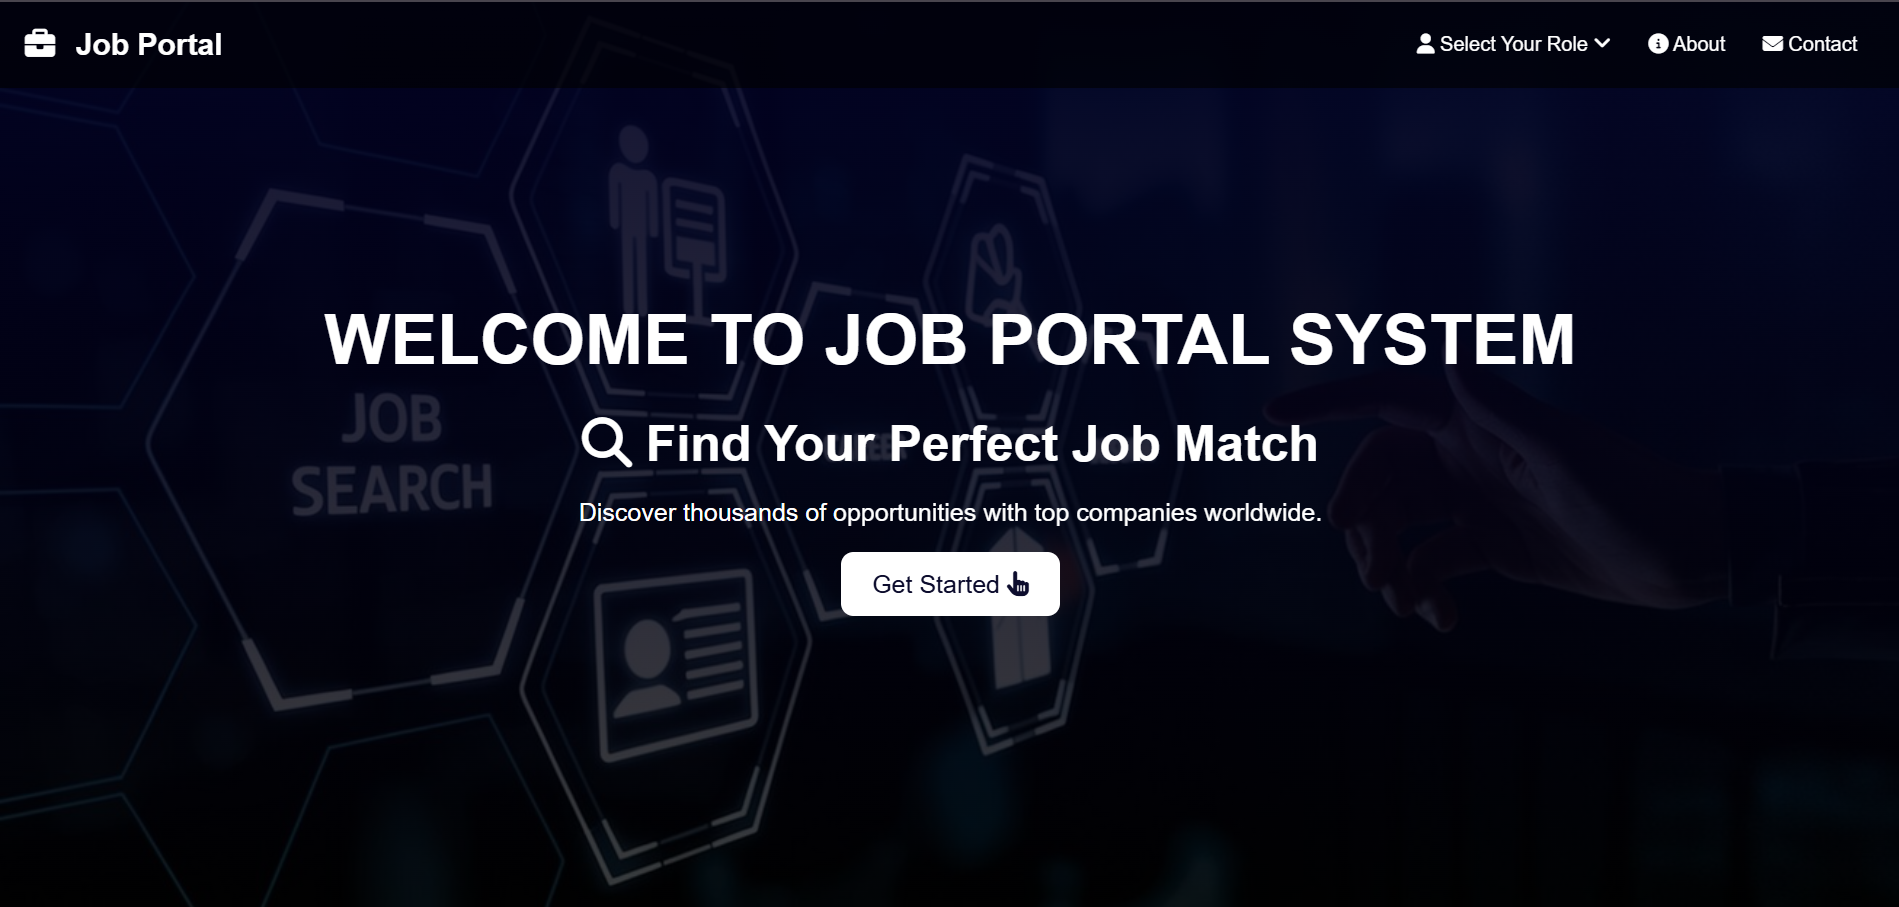 Job Portal
Select Your Role
About
Contact
WELCOME TO JOB PORTAL SYSTEM
JOB
SEARCH
Find Your Perfect Job Match
Discover thousands of opportunities with top companies worldwide.
Get Started